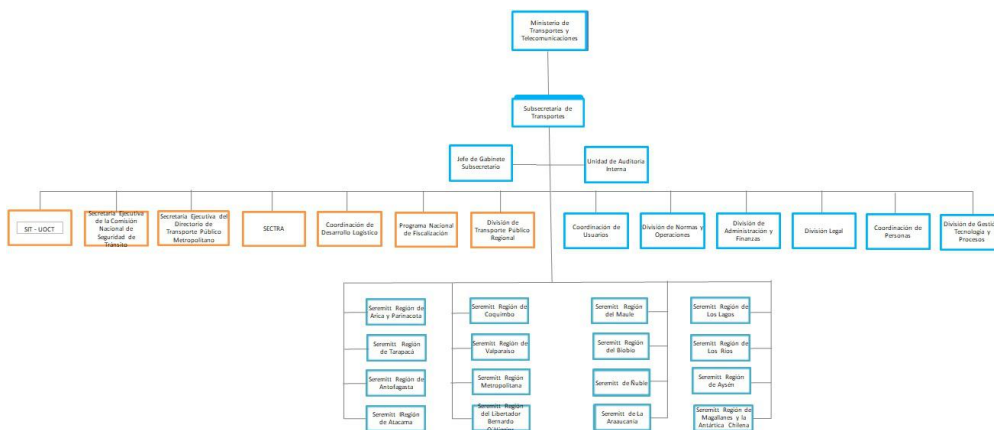 Ministerio de
Transportes y
Telecomunicaciones
Subsecretaría de
Transportes
Jefe de Gabinete
Subsecretario
Unidad de Auditoria
Interna
SIT - UOCT
Secretaría Ejecutiva
de la Comisión
Nacional de
Seguridad de
Tránsito
Secretaría Ejecutiva del
Directorio de
Transporte Público
Metropolitano
SECTRA
Coordinación de
Desarrollo Logístico
Programa Nacional
de Fiscalización
División de
Transporte Público
Regional
Coordinación de
Usuarios
División de Normas y
Operaciones
División de
Administración y
Finanzas
División Legal
Coordinación de
Personas
División de Gestión
Tecnología y
Procesos
Seremitt Región de
Arica y Parinacota
Seremitt Región
de Tarapacá
Seremitt Región de
Antofagasta
Seremitt IRegión
de Atacama
Seremitt Región de
Coquimbo
Seremitt Región de
Valparaíso
Seremitt Región
Metropolitana
Seremitt Región
del Libertador
Bernardo
O'Higgins
Seremitt Región
del Maule
Seremitt Región
del Biobío
Seremitt de Ñuble
Seremitt de La
Araaucanía
Seremitt Región de
Los Lagos
Seremitt Región de
Los Ríos
Seremitt Región
de Aysén
Seremitt Región de
Magallanes y la
Antártica Chilena